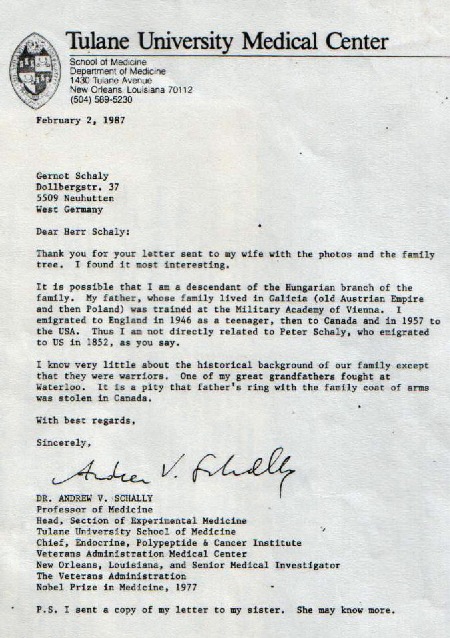 Tulane University Medical Center
School of Medicine
Department of Medicine
1430 Tulane Avenue
New Orleans, Louisiana 70112
(504) 589-5230
February 2, 1987
Gernot Schaly
Dollbergstr. 37
5509 Neuhutten
West Germany
Dear Herr Schaly:
Thank you for your letter sent to my wife with the photos and the family
tree. I found it most interesting.
It is possible that I am a descendant of the Hungarian branch of the
family. My father, whose family lived in Galicia (old Austrian Empire
and then Poland) was trained at the Military Academy of Vienna. I
emigrated to England in 1946 as a teenager, then to Canada and in 1957 to
the USA. Thus I am not directly related to Peter Schaly, who emigrated
to US in 1852, as you say.
I know very little about the historical background of our family except
that they were warriors. One of my great grandfathers fought at
Waterloo. It is a pity that father's ring with the family coat of arms
was stolen in Canada.
With best regards,
Sincerely,
Andrew V. Schally
DR. ANDREW V. SCHALLY
Professor of Medicine
Head, Section of Experimental Medicine
Tulane University School of Medicine
Chief, Endocrine, Polypeptide & Cancer Institute
Veterans Administration Medical Center
New Orleans, Louisiana, and Senior Medical Investigator
The Veterans Administration
Nobel Prize in Medicine, 1977
P.S. I sent a copy of my letter to my sister. She may know more.